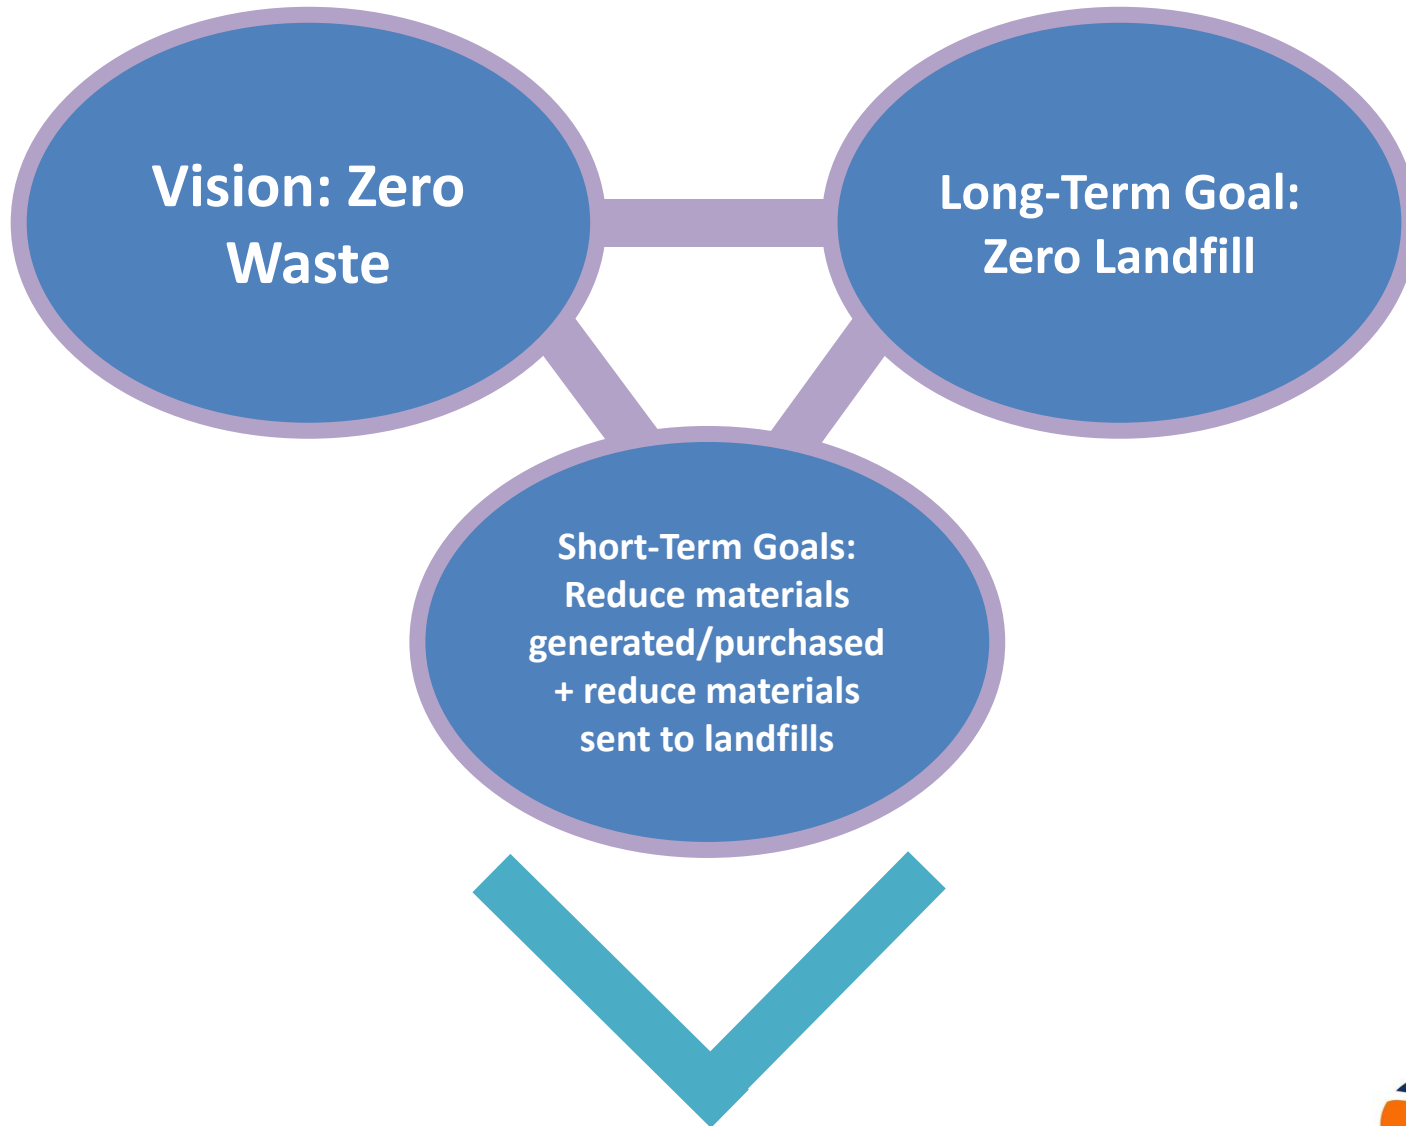 Vision: Zero
Waste
Long-Term Goal:
Zero Landfill
Short-Term Goals:
Reduce materials
generated/purchased
+ reduce materials
sent to landfills